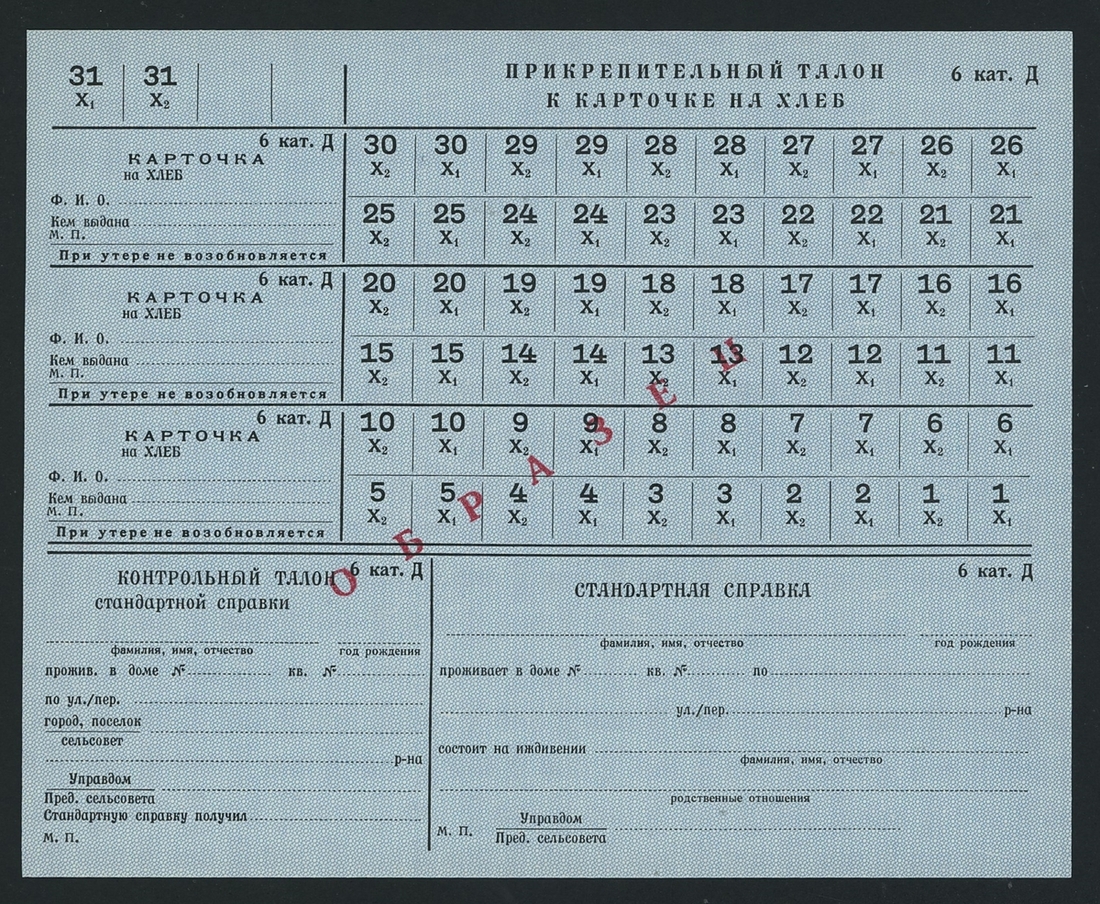 31 31 ПРИКРЕПИТЕЛЬНЫЙ ТАЛОН 6 кат. Д
X₁ X₂ К КАРТОЧКЕ НА ХЛЕБ
6 кат. Д
КАРТОЧКА
на ХЛЕБ
Ф. И. О.
Кем выдана
М. П.
При утере не возобновляется
30 30 29 29 28 28 27 27 26 26
X₂ X₁ X₂ X₁ X₂ X₁ X₂ X₁ X₂ X₁
25 25 24 24 23 23 22 22 21 21
X₂ X₁ X₂ X₁ X₂ X₁ X₂ X₁ X₂ X₁
6 кат. Д
КАРТОЧКА
на ХЛЕБ
Ф. И. О.
Кем выдана
М. П.
При утере не возобновляется
20 20 19 19 18 18 17 17 16 16
X₂ X₁ X₂ X₁ X₂ X₁ X₂ X₁ X₂ X₁
15 15 14 14 13 13 12 12 11 11
X₂ X₁ X₂ X₁ X₂ X₁ X₂ X₁ X₂ X₁
6 кат. Д
КАРТОЧКА
на ХЛЕБ
Ф. И. О.
Кем выдана
М. П.
При утере не возобновляется
10 10 9 9 8 8 7 7 6 6
X₂ X₁ X₂ X₁ X₂ X₁ X₂ X₁ X₂ X₁
5 5 4 4 3 3 2 2 1 1
X₂ X₁ X₂ X₁ X₂ X₁ X₂ X₁ X₂ X₁
ОБРАЗЕЦ
6 кат. Д
КОНТРОЛЬНЫЙ ТАЛОН
стандартной справки
фамилия, имя, отчество год рождения
прожив. в доме № кв. №
по ул./пер.
город, поселок
сельсовет
р-на
Управдом
Пред. сельсовета
Стандартную справку получил
М. П.
6 кат. Д
СТАНДАРТНАЯ СПРАВКА
фамилия, имя, отчество год рождения
проживает в доме № кв. № по
ул./пер. р-на
состоит на иждивении
фамилия, имя, отчество
родственные отношения
М. П. Управдом
Пред. сельсовета